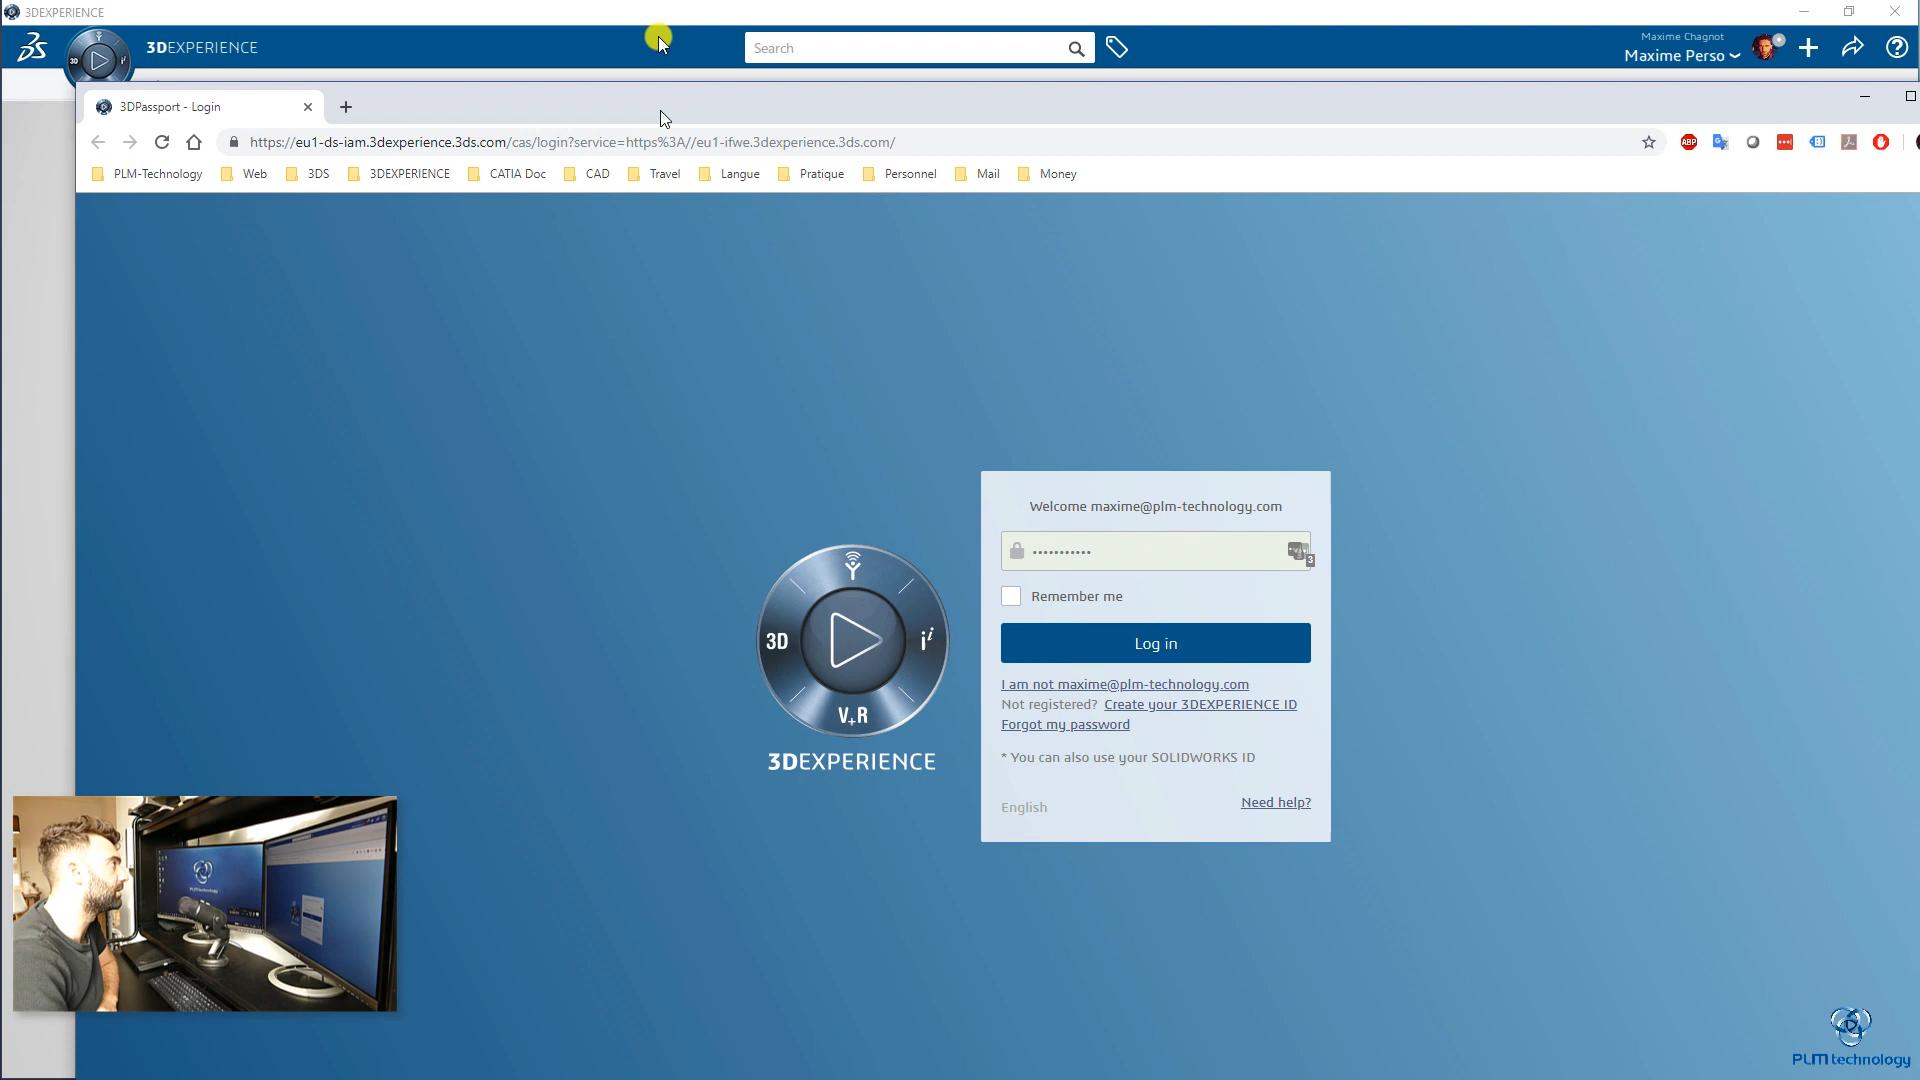 3DEXPERIENCE
3DEXPERIENCE
Search
Maxime Chagnot
Maxime Perso
3DPassport - Login
https://eu1-ds-iam.3dexperience.3ds.com/cas/login?service=https%3A//eu1-ifwe.3dexperience.3ds.com/
ABP
PLM-Technology Web 3DS 3DEXPERIENCE CATIA Doc CAD Travel Langue Pratique Personnel Mail Money
Welcome maxime@plm-technology.com
3
Remember me
Log in
I am not maxime@plm-technology.com
Not registered? Create your 3DEXPERIENCE ID
Forgot my password
* You can also use your SOLIDWORKS ID
English
Need help?
3D
i
V+R
3DEXPERIENCE
PLM technology
PLM technology